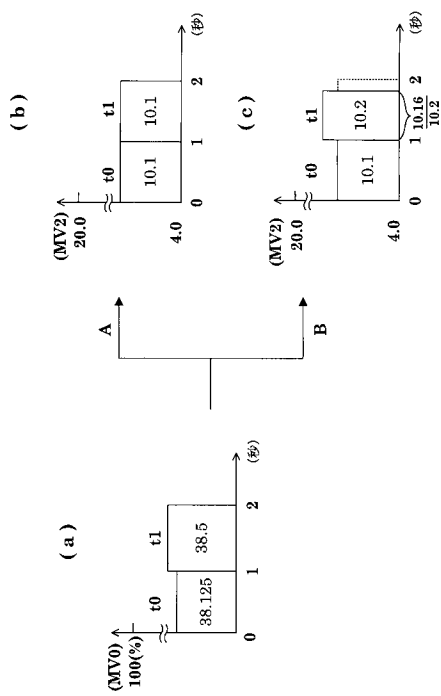 (a)
(MV0)
100(%)
t0
t1
38.125
38.5
0
1
2
(秒)
A
B
(b)
(MV2)
20.0
t0
t1
10.1
10.1
4.0
0
1
2
(秒)
(c)
(MV2)
20.0
t0
t1
10.1
10.2
4.0
0
1
2
(秒)
10.16
10.2